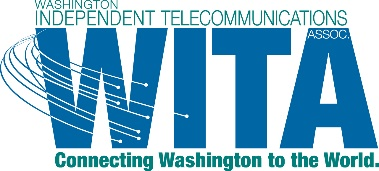 WASHINGTON
INDEPENDENT TELECOMMUNICATIONS
ASSOC.
WITA
Connecting Washington to the World.